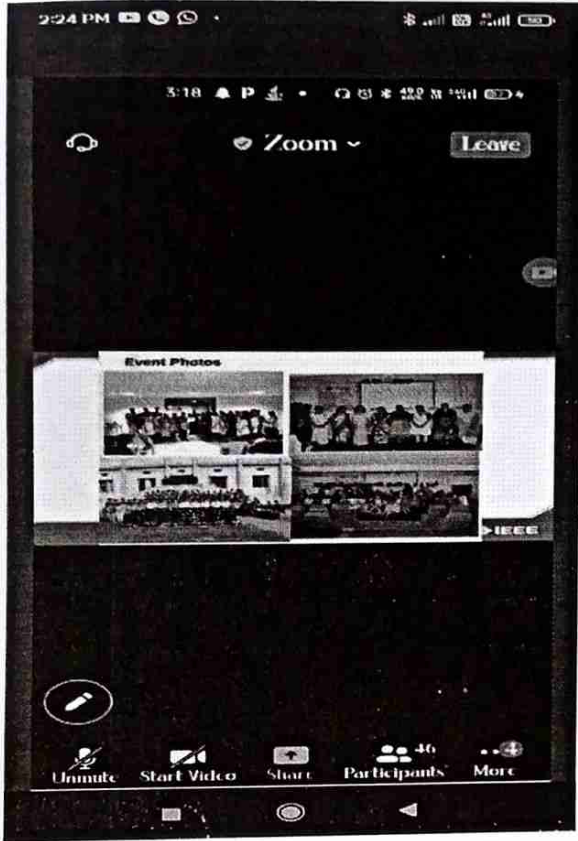 2:24 PM
3:18 P
Zoom
Leave
Event Photos
IEEE
46
4
Unmute Start Video Share Participants More